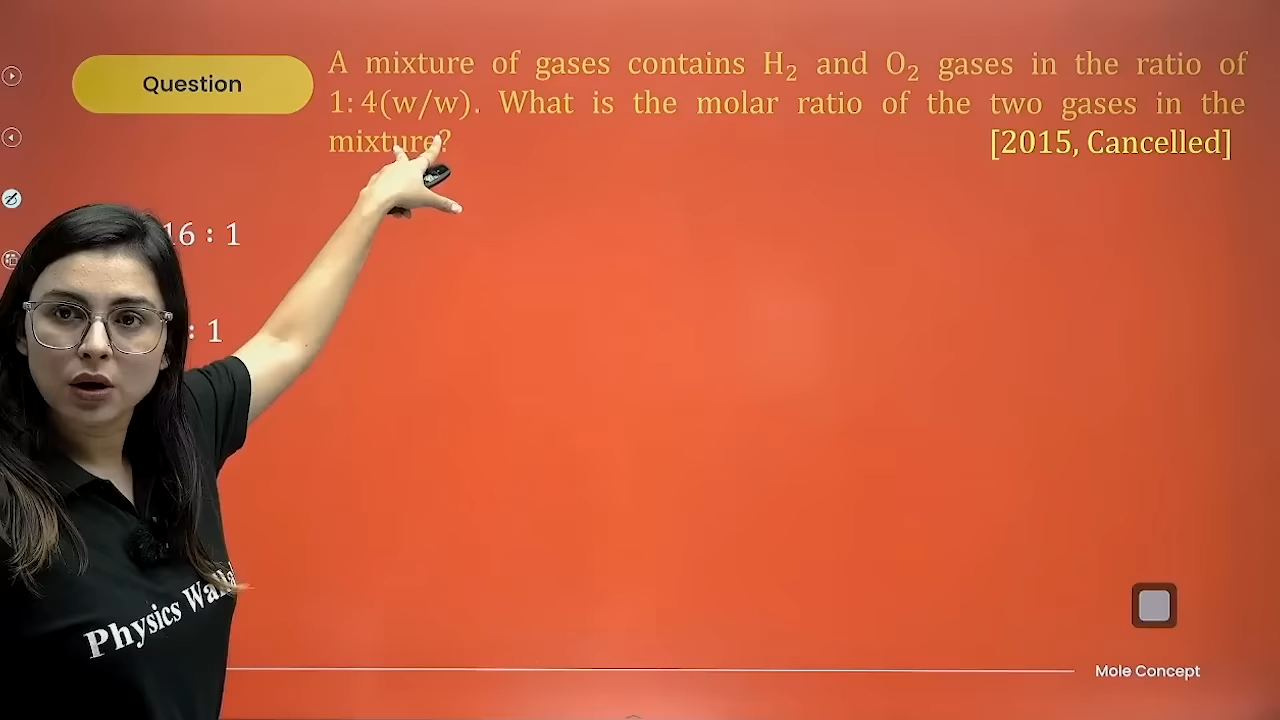 Question
A mixture of gases contains H₂ and O₂ gases in the ratio of
1: 4(w/w). What is the molar ratio of the two gases in the
mixture?
[2015, Cancelled]
16 : 1
: 1
Physics
Mole Concept